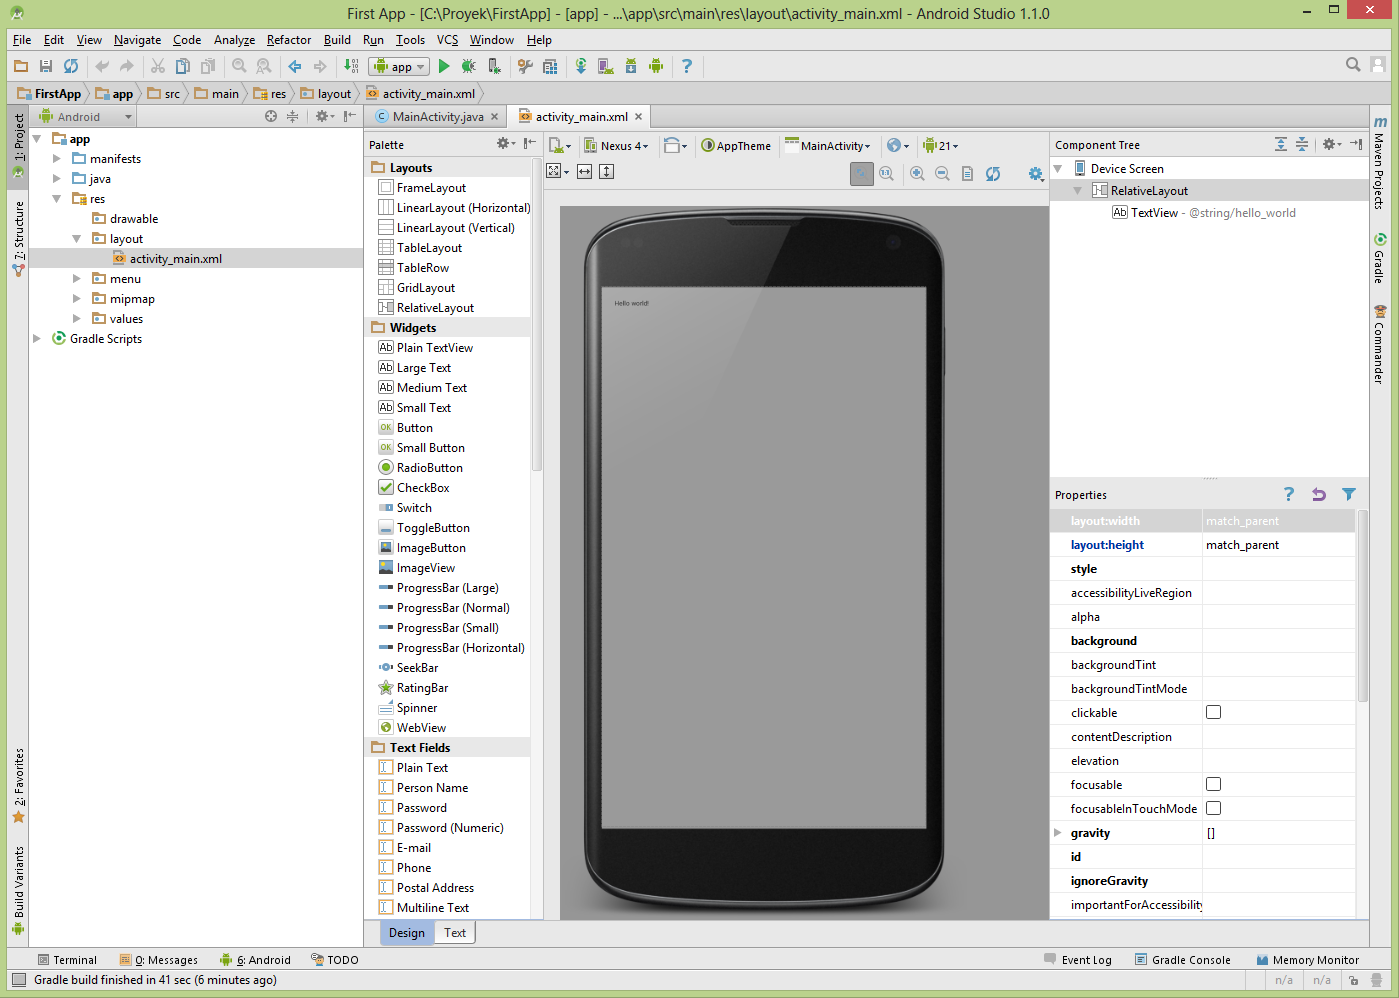 First App - [C:\Proyek\FirstApp] - [app] - ...\app\src\main\res\layout\activity_main.xml - Android Studio 1.1.0
File Edit View Navigate Code Analyze Refactor Build Run Tools VCS Window Help
app
FirstApp app src main res layout activity_main.xml
1: Project
7: Structure
2: Favorites
Build Variants
Android
app
manifests
java
res
drawable
layout
activity_main.xml
menu
mipmap
values
Gradle Scripts
MainActivity.java activity_main.xml
Palette
Layouts
FrameLayout
LinearLayout (Horizontal)
LinearLayout (Vertical)
TableLayout
TableRow
GridLayout
RelativeLayout
Widgets
Ab Plain TextView
Ab Large Text
Ab Medium Text
Ab Small Text
OK Button
OK Small Button
RadioButton
CheckBox
Switch
ToggleButton
ImageButton
ImageView
ProgressBar (Large)
ProgressBar (Normal)
ProgressBar (Small)
ProgressBar (Horizontal)
SeekBar
RatingBar
Spinner
WebView
Text Fields
Plain Text
Person Name
Password
Password (Numeric)
E-mail
Phone
Postal Address
Multiline Text
Design Text
Nexus 4 AppTheme MainActivity 21
Hello world!
Component Tree
Device Screen
RelativeLayout
Ab TextView - @string/hello_world
Properties
layout:width match_parent
layout:height match_parent
style
accessibilityLiveRegion
alpha
background
backgroundTint
backgroundTintMode
clickable
contentDescription
elevation
focusable
focusableInTouchMode
gravity []
id
ignoreGravity
importantForAccessibility
Maven Projects
Gradle
Commander
Terminal 0: Messages 6: Android TODO Event Log Gradle Console Memory Monitor
Gradle build finished in 41 sec (6 minutes ago) n/a n/a